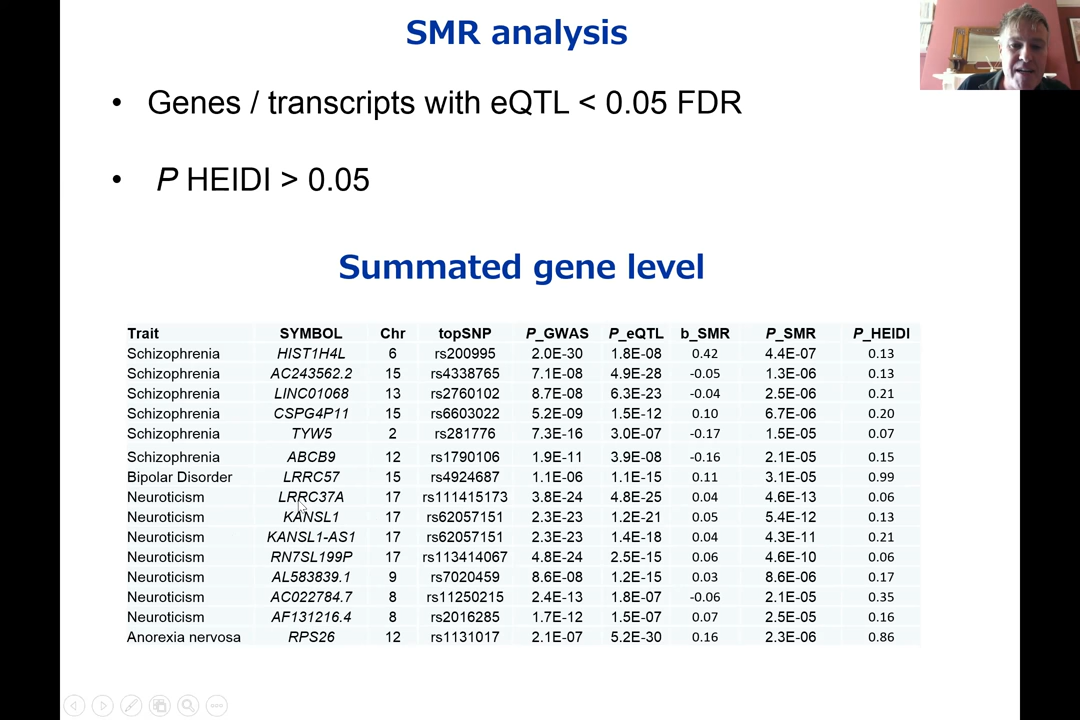 SMR analysis
• Genes / transcripts with eQTL < 0.05 FDR
• P HEIDI > 0.05
Summated gene level
Trait SYMBOL Chr topSNP P_GWAS P_eQTL b_SMR P_SMR P_HEIDI
Schizophrenia HIST1H4L 6 rs200995 2.0E-30 1.8E-08 0.42 4.4E-07 0.13
Schizophrenia AC243562.2 15 rs4338765 7.1E-08 4.9E-28 -0.05 1.3E-06 0.13
Schizophrenia LINC01068 13 rs2760102 8.7E-08 6.3E-23 -0.04 2.5E-06 0.21
Schizophrenia CSPG4P11 15 rs6603022 5.2E-09 1.5E-12 0.10 6.7E-06 0.20
Schizophrenia TYW5 2 rs281776 7.3E-16 3.0E-07 -0.17 1.5E-05 0.07
Schizophrenia ABCB9 12 rs1790106 1.9E-11 3.9E-08 -0.16 2.1E-05 0.15
Bipolar Disorder LRRC57 15 rs4924687 1.1E-06 1.1E-15 0.11 3.1E-05 0.99
Neuroticism LRRC37A 17 rs111415173 3.8E-24 4.8E-25 0.04 4.6E-13 0.06
Neuroticism KANSL1 17 rs62057151 2.3E-23 1.2E-21 0.05 5.4E-12 0.13
Neuroticism KANSL1-AS1 17 rs62057151 2.3E-23 1.4E-18 0.04 4.3E-11 0.21
Neuroticism RN7SL199P 17 rs113414067 4.8E-24 2.5E-15 0.06 4.6E-10 0.06
Neuroticism AL583839.1 9 rs7020459 8.6E-08 1.2E-15 0.03 8.6E-06 0.17
Neuroticism AC022784.7 8 rs11250215 2.4E-13 1.8E-07 -0.06 2.1E-05 0.35
Neuroticism AF131216.4 8 rs2016285 1.7E-12 1.5E-07 0.07 2.5E-05 0.16
Anorexia nervosa RPS26 12 rs1131017 2.1E-07 5.2E-30 0.16 2.3E-06 0.86